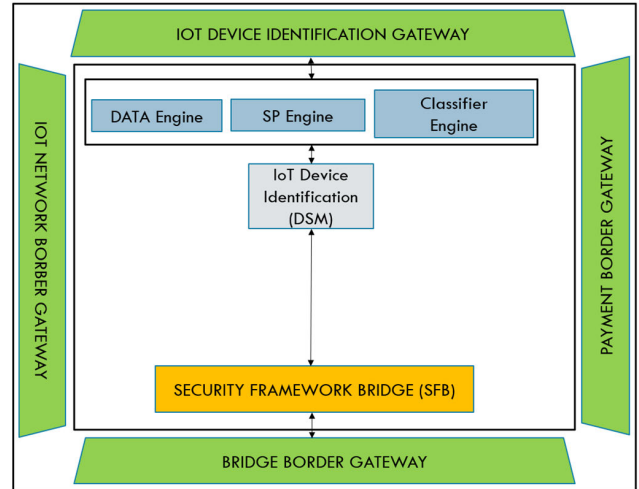 IOT DEVICE IDENTIFICATION GATEWAY
IOT NETWORK BORBER GATEWAY
DATA Engine
SP Engine
Classifier
Engine
IoT Device
Identification
(DSM)
PAYMENT BORDER GATEWAY
SECURITY FRAMEWORK BRIDGE (SFB)
BRIDGE BORDER GATEWAY